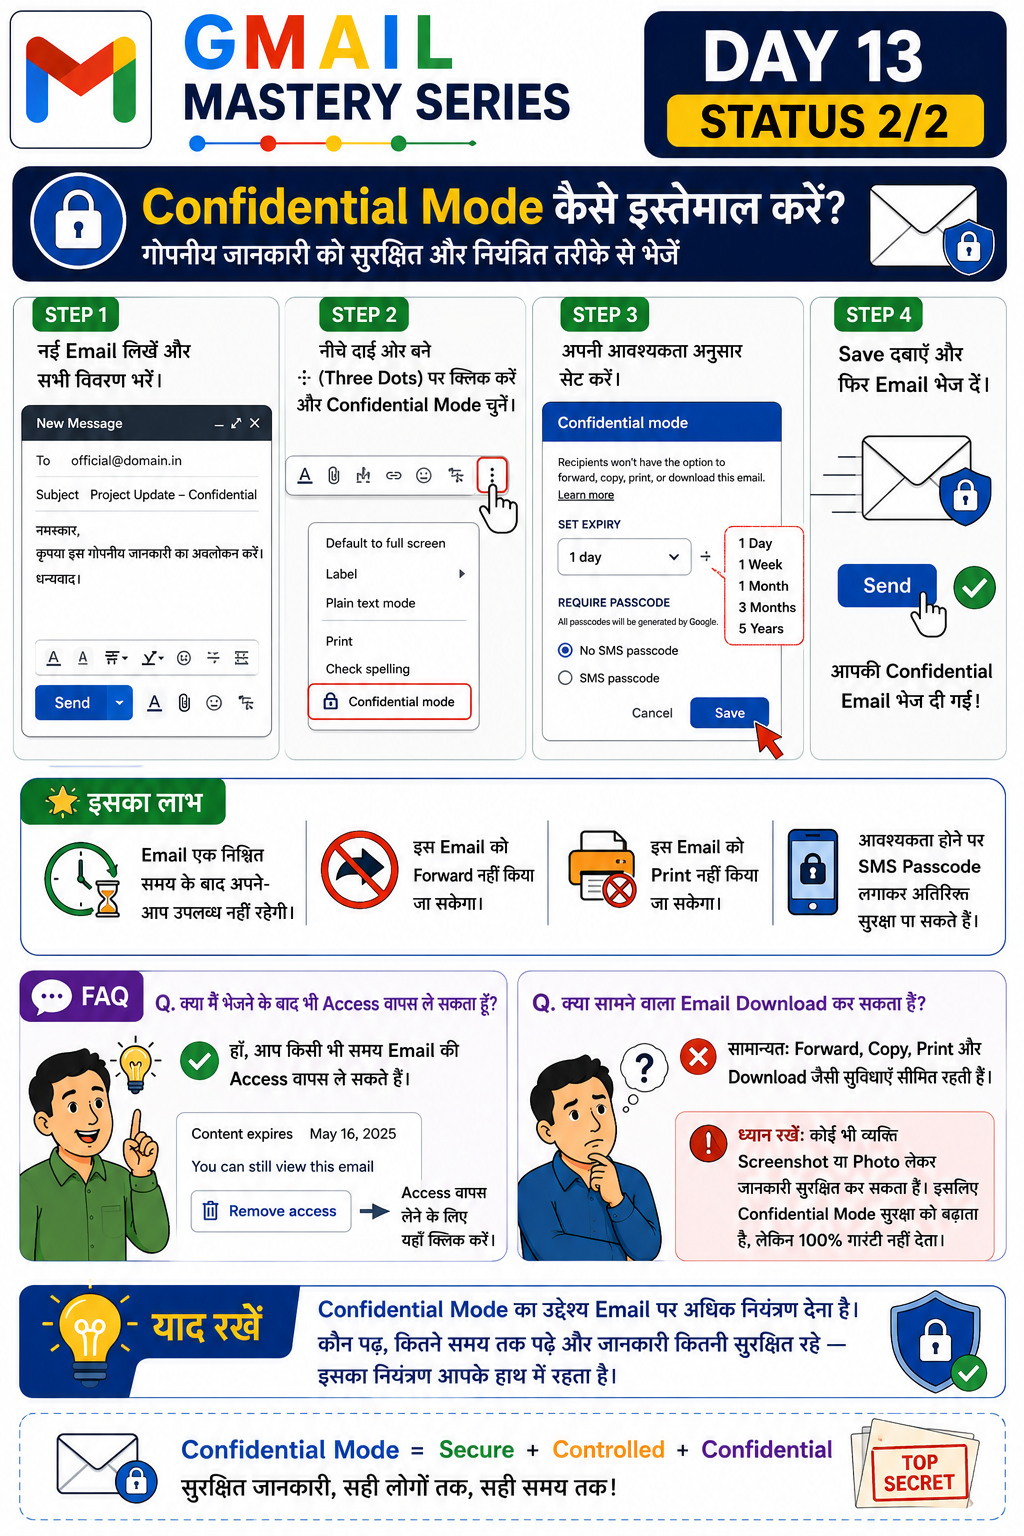 GMAIL
MASTERY SERIES
DAY 13
STATUS 2/2
Confidential Mode कैसे इस्तेमाल करें?
गोपनीय जानकारी को सुरक्षित और नियंत्रित तरीके से भेजें
STEP 1
नई Email लिखें और
सभी विवरण भरें।
New Message
To official@domain.in
Subject Project Update – Confidential
नमस्कार,
कृपया इस गोपनीय जानकारी का अवलोकन करें।
धन्यवाद।
Send
STEP 2
नीचे दाई ओर बने
(Three Dots) पर क्लिक करें
और Confidential Mode चुनें।
Default to full screen
Label
Plain text mode
Print
Check spelling
Confidential mode
STEP 3
अपनी आवश्यकता अनुसार
सेट करें।
Confidential mode
Recipients won't have the option to
forward, copy, print, or download this email.
Learn more
SET EXPIRY
1 day
÷
1 Day
1 Week
1 Month
3 Months
5 Years
REQUIRE PASSCODE
All passcodes will be generated by Google.
No SMS passcode
SMS passcode
Cancel Save
STEP 4
Save दबाएँ और
फिर Email भेज दें।
Send
आपकी Confidential
Email भेज दी गई!
इसका लाभ
Email एक निश्चित
समय के बाद अपने-
आप उपलब्ध नहीं रहेगी।
इस Email को
Forward नहीं किया
जा सकेगा।
इस Email को
Print नहीं किया
जा सकेगा।
आवश्यकता होने पर
SMS Passcode
लगाकर अतिरिक्त
सुरक्षा पा सकते हैं।
FAQ
Q. क्या मैं भेजने के बाद भी Access वापस ले सकता हूँ?
हाँ, आप किसी भी समय Email की
Access वापस ले सकते हैं।
Content expires May 16, 2025
You can still view this email
Remove access
Access वापस
लेने के लिए
यहाँ क्लिक करें।
Q. क्या सामने वाला Email Download कर सकता हैं?
?
सामान्यत: Forward, Copy, Print और
Download जैसी सुविधाएँ सीमित रहती हैं।
ध्यान रखें: कोई भी व्यक्ति
Screenshot या Photo लेकर
जानकारी सुरक्षित कर सकता हैं। इसलिए
Confidential Mode सुरक्षा को बढ़ाता
है, लेकिन 100% गारंटी नहीं देता।
याद रखें
Confidential Mode का उद्देश्य Email पर अधिक नियंत्रण देना है।
कौन पढ़, कितने समय तक पढ़े और जानकारी कितनी सुरक्षित रहे —
इसका नियंत्रण आपके हाथ में रहता है।
Confidential Mode = Secure + Controlled + Confidential
सुरक्षित जानकारी, सही लोगों तक, सही समय तक!
TOP
SECRET